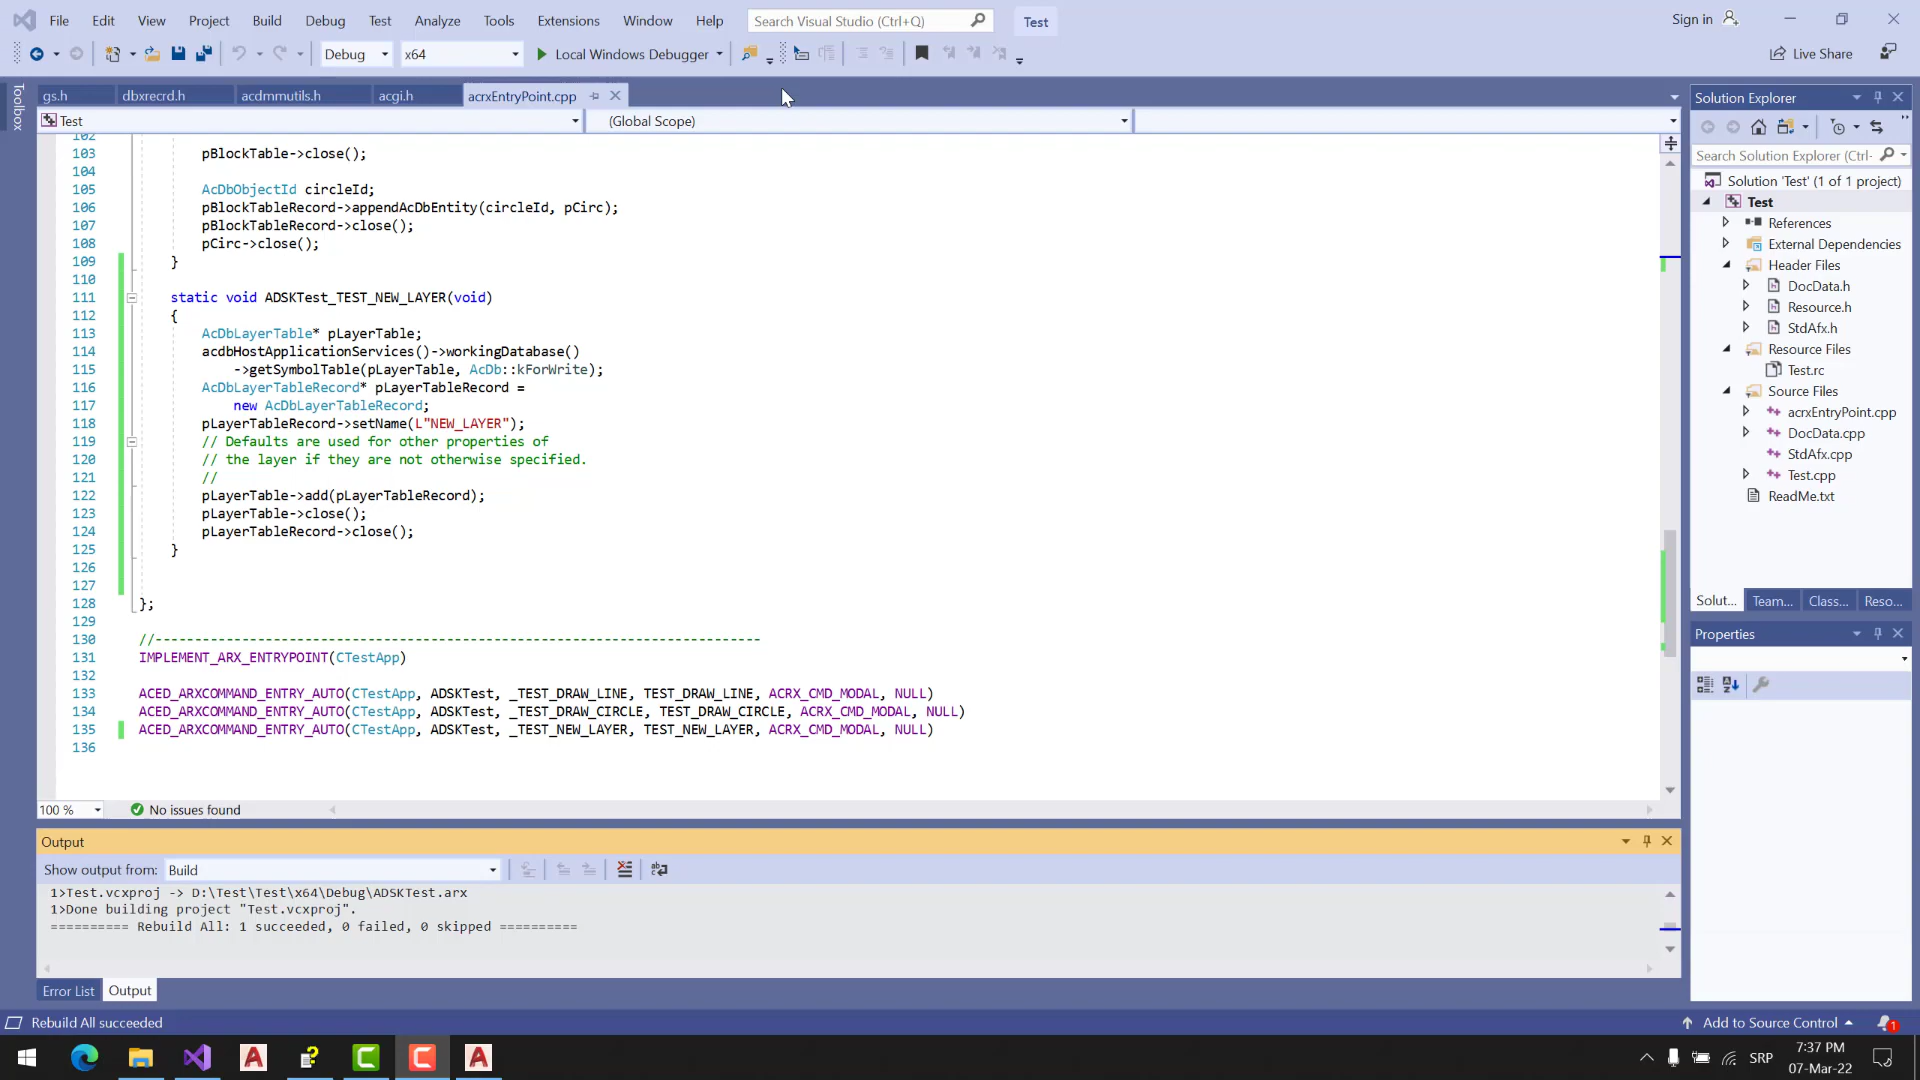 File Edit View Project Build Debug Test Analyze Tools Extensions Window Help Search Visual Studio (Ctrl+Q) Test Sign in
Debug x64 Local Windows Debugger Live Share
Toolbox
gs.h dbxrecrd.h acdmmutils.h acgi.h acrxEntryPoint.cpp
Test (Global Scope)
102
103 pBlockTable->close();
104
105 AcDbObjectId circleId;
106 pBlockTableRecord->appendAcDbEntity(circleId, pCirc);
107 pBlockTableRecord->close();
108 pCirc->close();
109 }
110
111 static void ADSKTest_TEST_NEW_LAYER(void)
112 {
113 AcDbLayerTable* pLayerTable;
114 acdbHostApplicationServices()->workingDatabase()
115 ->getSymbolTable(pLayerTable, AcDb::kForWrite);
116 AcDbLayerTableRecord* pLayerTableRecord =
117 new AcDbLayerTableRecord;
118 pLayerTableRecord->setName(L"NEW_LAYER");
119 // Defaults are used for other properties of
120 // the layer if they are not otherwise specified.
121 //
122 pLayerTable->add(pLayerTableRecord);
123 pLayerTable->close();
124 pLayerTableRecord->close();
125 }
126
127
128 };
129
130 //-----------------------------------------------------------------------------
131 IMPLEMENT_ARX_ENTRYPOINT(CTestApp)
132
133 ACED_ARXCOMMAND_ENTRY_AUTO(CTestApp, ADSKTest, _TEST_DRAW_LINE, TEST_DRAW_LINE, ACRX_CMD_MODAL, NULL)
134 ACED_ARXCOMMAND_ENTRY_AUTO(CTestApp, ADSKTest, _TEST_DRAW_CIRCLE, TEST_DRAW_CIRCLE, ACRX_CMD_MODAL, NULL)
135 ACED_ARXCOMMAND_ENTRY_AUTO(CTestApp, ADSKTest, _TEST_NEW_LAYER, TEST_NEW_LAYER, ACRX_CMD_MODAL, NULL)
136
100 % No issues found
Output
Show output from: Build
1>Test.vcxproj -> D:\Test\Test\x64\Debug\ADSKTest.arx
1>Done building project "Test.vcxproj".
========== Rebuild All: 1 succeeded, 0 failed, 0 skipped ==========
Error List Output
Solution Explorer
Search Solution Explorer (Ctrl-
Solution 'Test' (1 of 1 project)
Test
References
External Dependencies
Header Files
DocData.h
Resource.h
StdAfx.h
Resource Files
Test.rc
Source Files
acrxEntryPoint.cpp
DocData.cpp
StdAfx.cpp
Test.cpp
ReadMe.txt
Solut... Team... Class... Reso...
Properties
Rebuild All succeeded Add to Source Control 1
SRP 7:37 PM
07-Mar-22